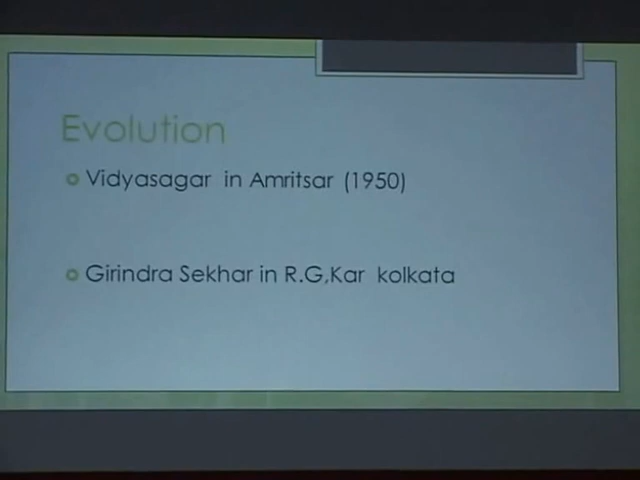 Evolution
Vidyasagar in Amritsar (1950)
Girindra Sekhar in R.G,Kar kolkata